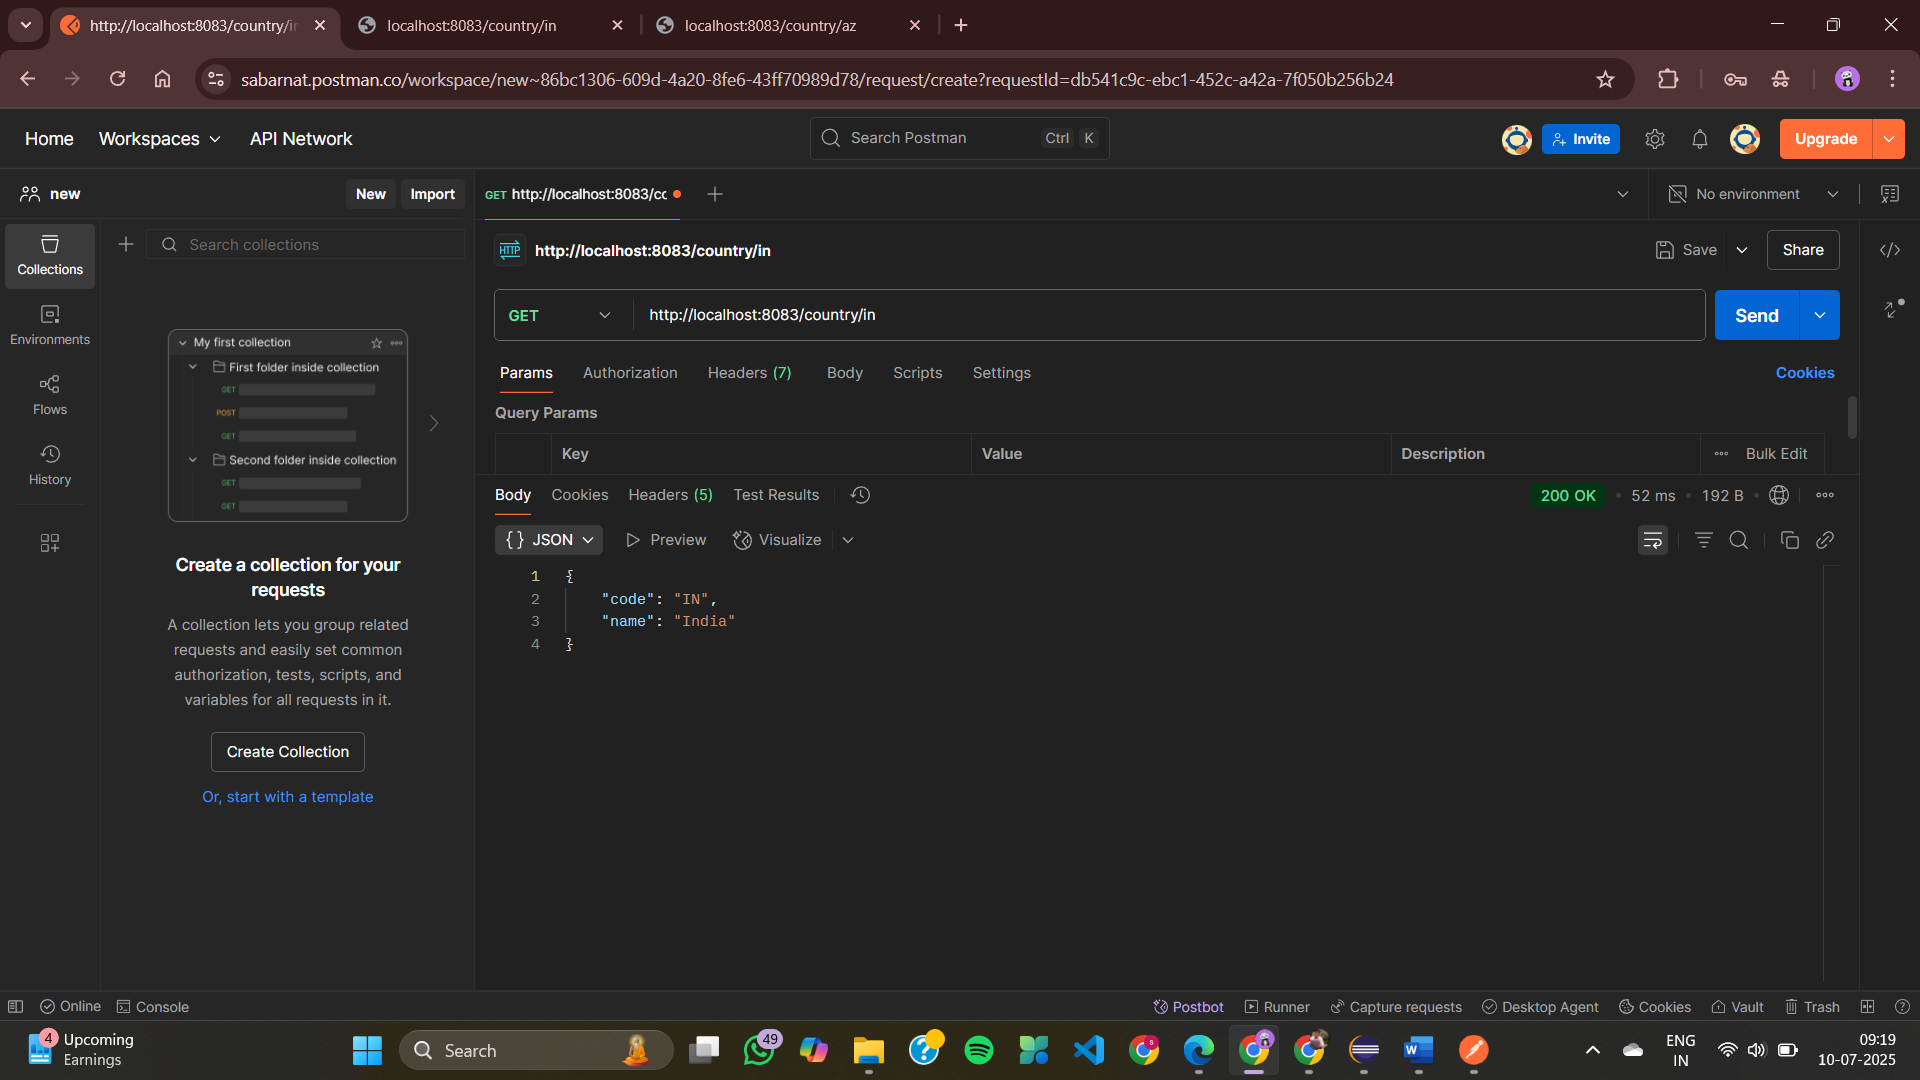 http://localhost:8083/country/in
localhost:8083/country/in
localhost:8083/country/az
sabarnat.postman.co/workspace/new~86bc1306-609d-4a20-8fe6-43ff70989d78/request/create?requestId=db541c9c-ebc1-452c-a42a-7f050b256b24
Home Workspaces API Network
Search Postman Ctrl K
Invite
Upgrade
new New Import
GET http://localhost:8083/cc
No environment
Collections
Search collections
HTTP http://localhost:8083/country/in
Save Share
Environments
GET http://localhost:8083/country/in
Send
Flows
History
My first collection
First folder inside collection
GET
POST
GET
Second folder inside collection
GET
GET
Create a collection for your
requests
A collection lets you group related
requests and easily set common
authorization, tests, scripts, and
variables for all requests in it.
Create Collection
Or, start with a template
Params Authorization Headers (7) Body Scripts Settings Cookies
Query Params
Key Value Description Bulk Edit
Body Cookies Headers (5) Test Results
200 OK • 52 ms • 192 B
{} JSON Preview Visualize
1 {
2 "code": "IN",
3 "name": "India"
4 }
Online Console
Postbot Runner Capture requests Desktop Agent Cookies Vault Trash
4 Upcoming
Earnings
Search
49
ENG
IN
09:19
10-07-2025